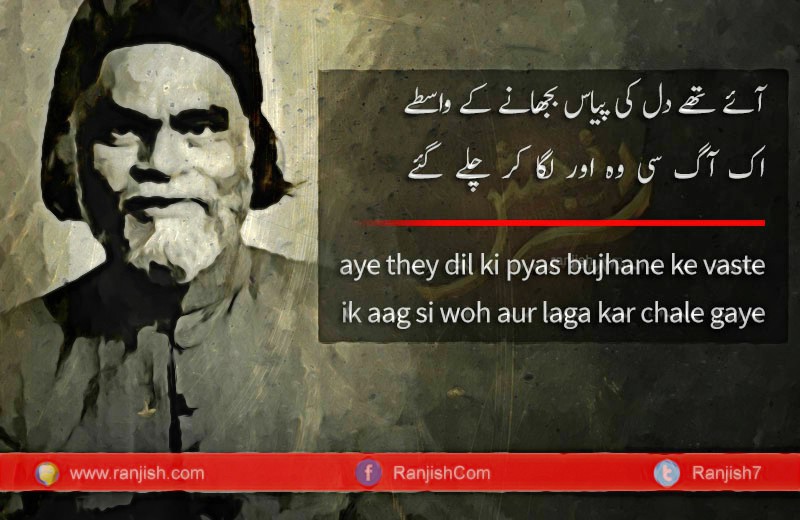 آئے تھے دل کی پیاس بجھانے کے واسطے
اک آگ سی وہ اور لگا کر چلے گئے
aye they dil ki pyas bujhane ke vaste
ik aag si woh aur laga kar chale gaye
www.ranjish.com
RanjishCom
Ranjish7